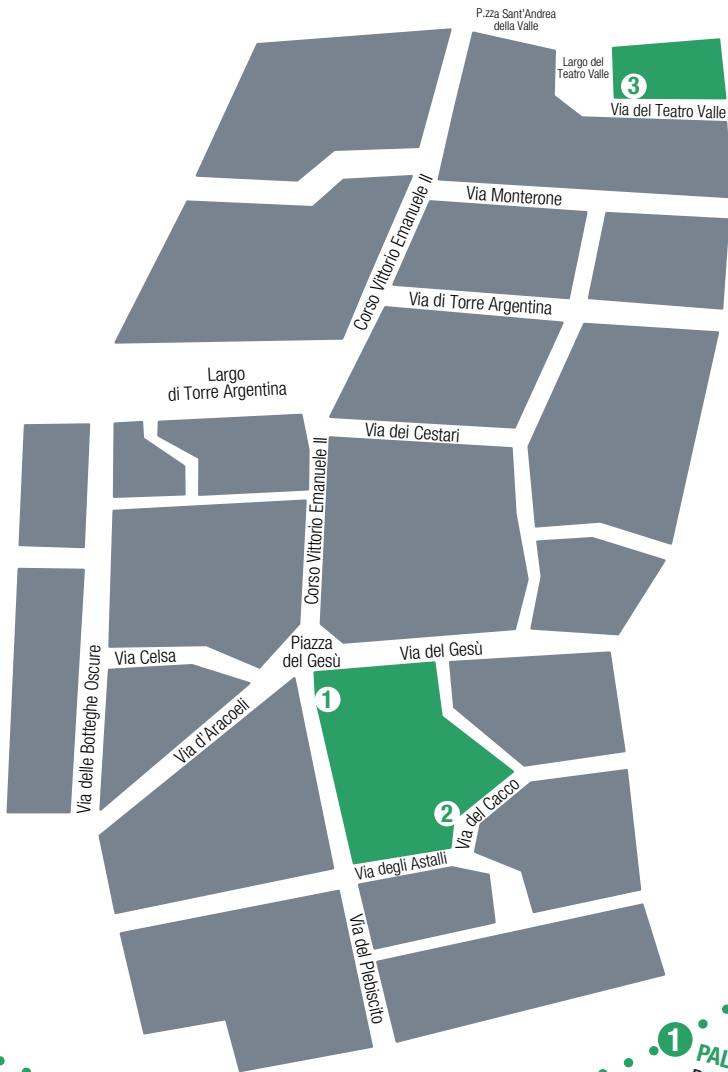 P.zza Sant'Andrea
della Valle
Largo del
Teatro Valle
3
Via del Teatro Valle
Via Monterone
Corso Vittorio Emanuele II
Via di Torre Argentina
Largo
di Torre Argentina
Via dei Cestari
Corso Vittorio Emanuele II
Piazza
del Gesù
Via del Gesù
Via Celsa
Via delle Botteghe Oscure
Via d'Aracoeli
1
2
Via del Cacco
Via degli Astalli
Via del Plebiscito
1